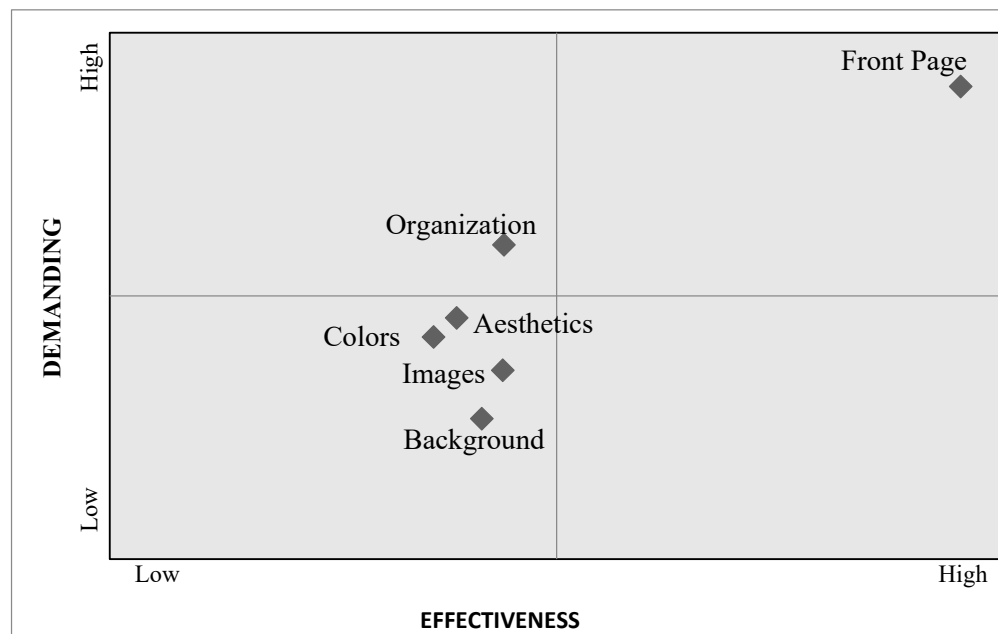 High
Front Page
Organization
DEMANDING
Aesthetics
Colors
Images
Background
Low
Low
High
EFFECTIVENESS